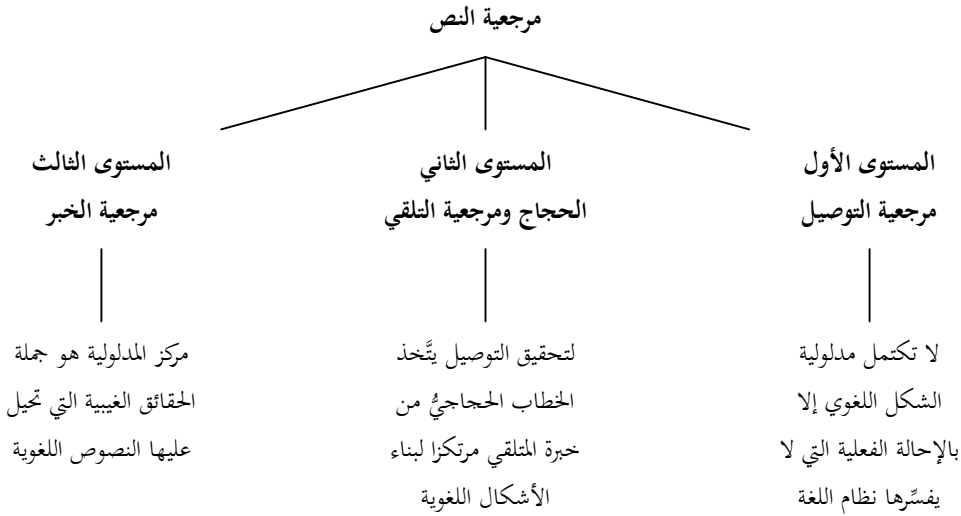 مرجعية النص
المستوى الأول
مرجعية التوصيل
لا تكتمل مدلولية
الشكل اللغوي إلا
بالإحالة الفعلية التي لا
يفسِّرها نظام اللغة
المستوى الثاني
الحجاج ومرجعية التلقي
لتحقيق التوصيل يتَّخذ
الخطاب الحجاجيُّ من
خبرة المتلقي مرتكزا لبناء
الأشكال اللغوية
المستوى الثالث
مرجعية الخبر
مركز المدلولية هو جملة
الحقائق الغيبية التي تحيل
عليها النصوص اللغوية